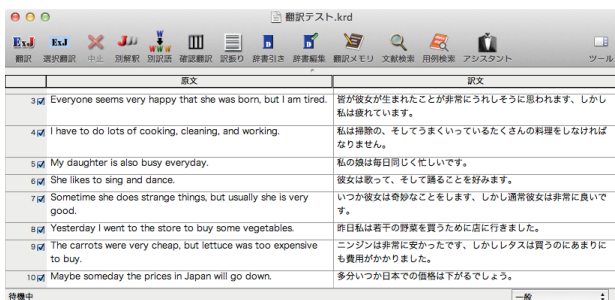 翻訳テスト.krd
ExJ ExJ J W WWW D D
翻訳 選択翻訳 中止 別解釈 別訳語 確認翻訳 訳振り 辞書引き 辞書編集 翻訳メモリ 文献検索 用例検索 アシスタント ツール
原文 訳文
3 Everyone seems very happy that she was born, but I am tired. 皆が彼女が生まれたことが非常にうれしそうに思われます、しかし
私は疲れています。
4 I have to do lots of cooking, cleaning, and working. 私は掃除の、そしてうまくいっているたくさんの料理をしなければ
なりません。
5 My daughter is also busy everyday. 私の娘は毎日同じく忙しいです。
6 She likes to sing and dance. 彼女は歌って、そして踊ることを好みます。
7 Sometime she does strange things, but usually she is very いつか彼女は奇妙なことをします、しかし通常彼女は非常に良いで
good. す。
8 Yesterday I went to the store to buy some vegetables. 昨日私は若干の野菜を買うために店に行きました。
9 The carrots were very cheap, but lettuce was too expensive ニンジンは非常に安かったです、しかしレタスは買うのにあまりに
to buy. も費用がかかりました。
10 Maybe someday the prices in Japan will go down. 多分いつか日本での価格は下がるでしょう。
待機中 一般